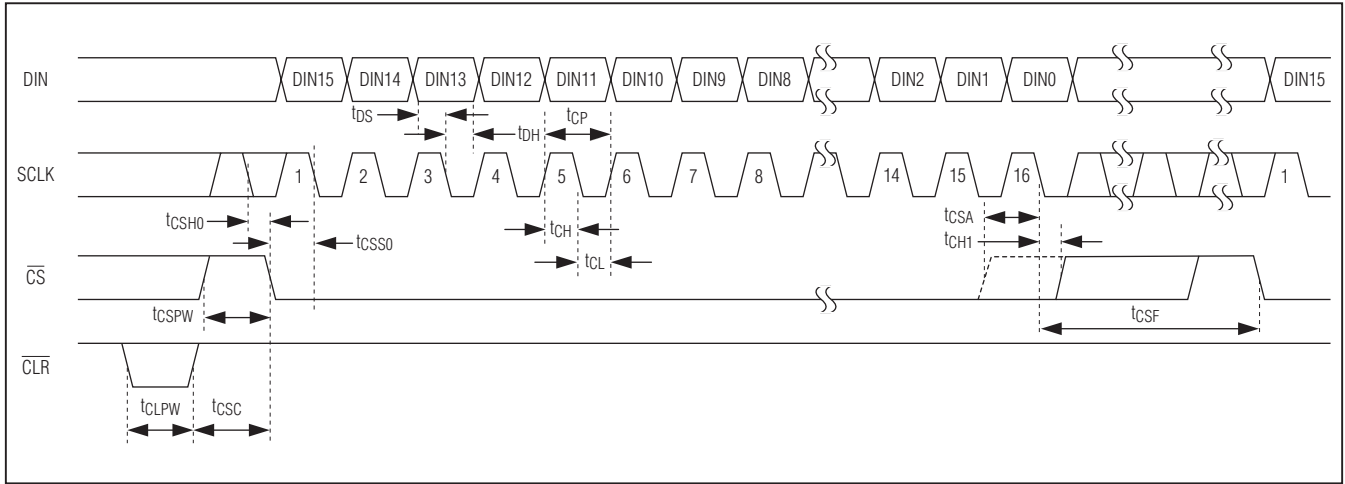 DIN DIN15 DIN14 DIN13 DIN12 DIN11 DIN10 DIN9 DIN8 DIN2 DIN1 DIN0 DIN15
tDS tDH tCP
SCLK 1 2 3 4 5 6 7 8 14 15 16 1
tCSH0 tCSS0 tCH tCL tCSA tCH1
CS
tCSPW tCSF
CLR
tCLPW tCSC